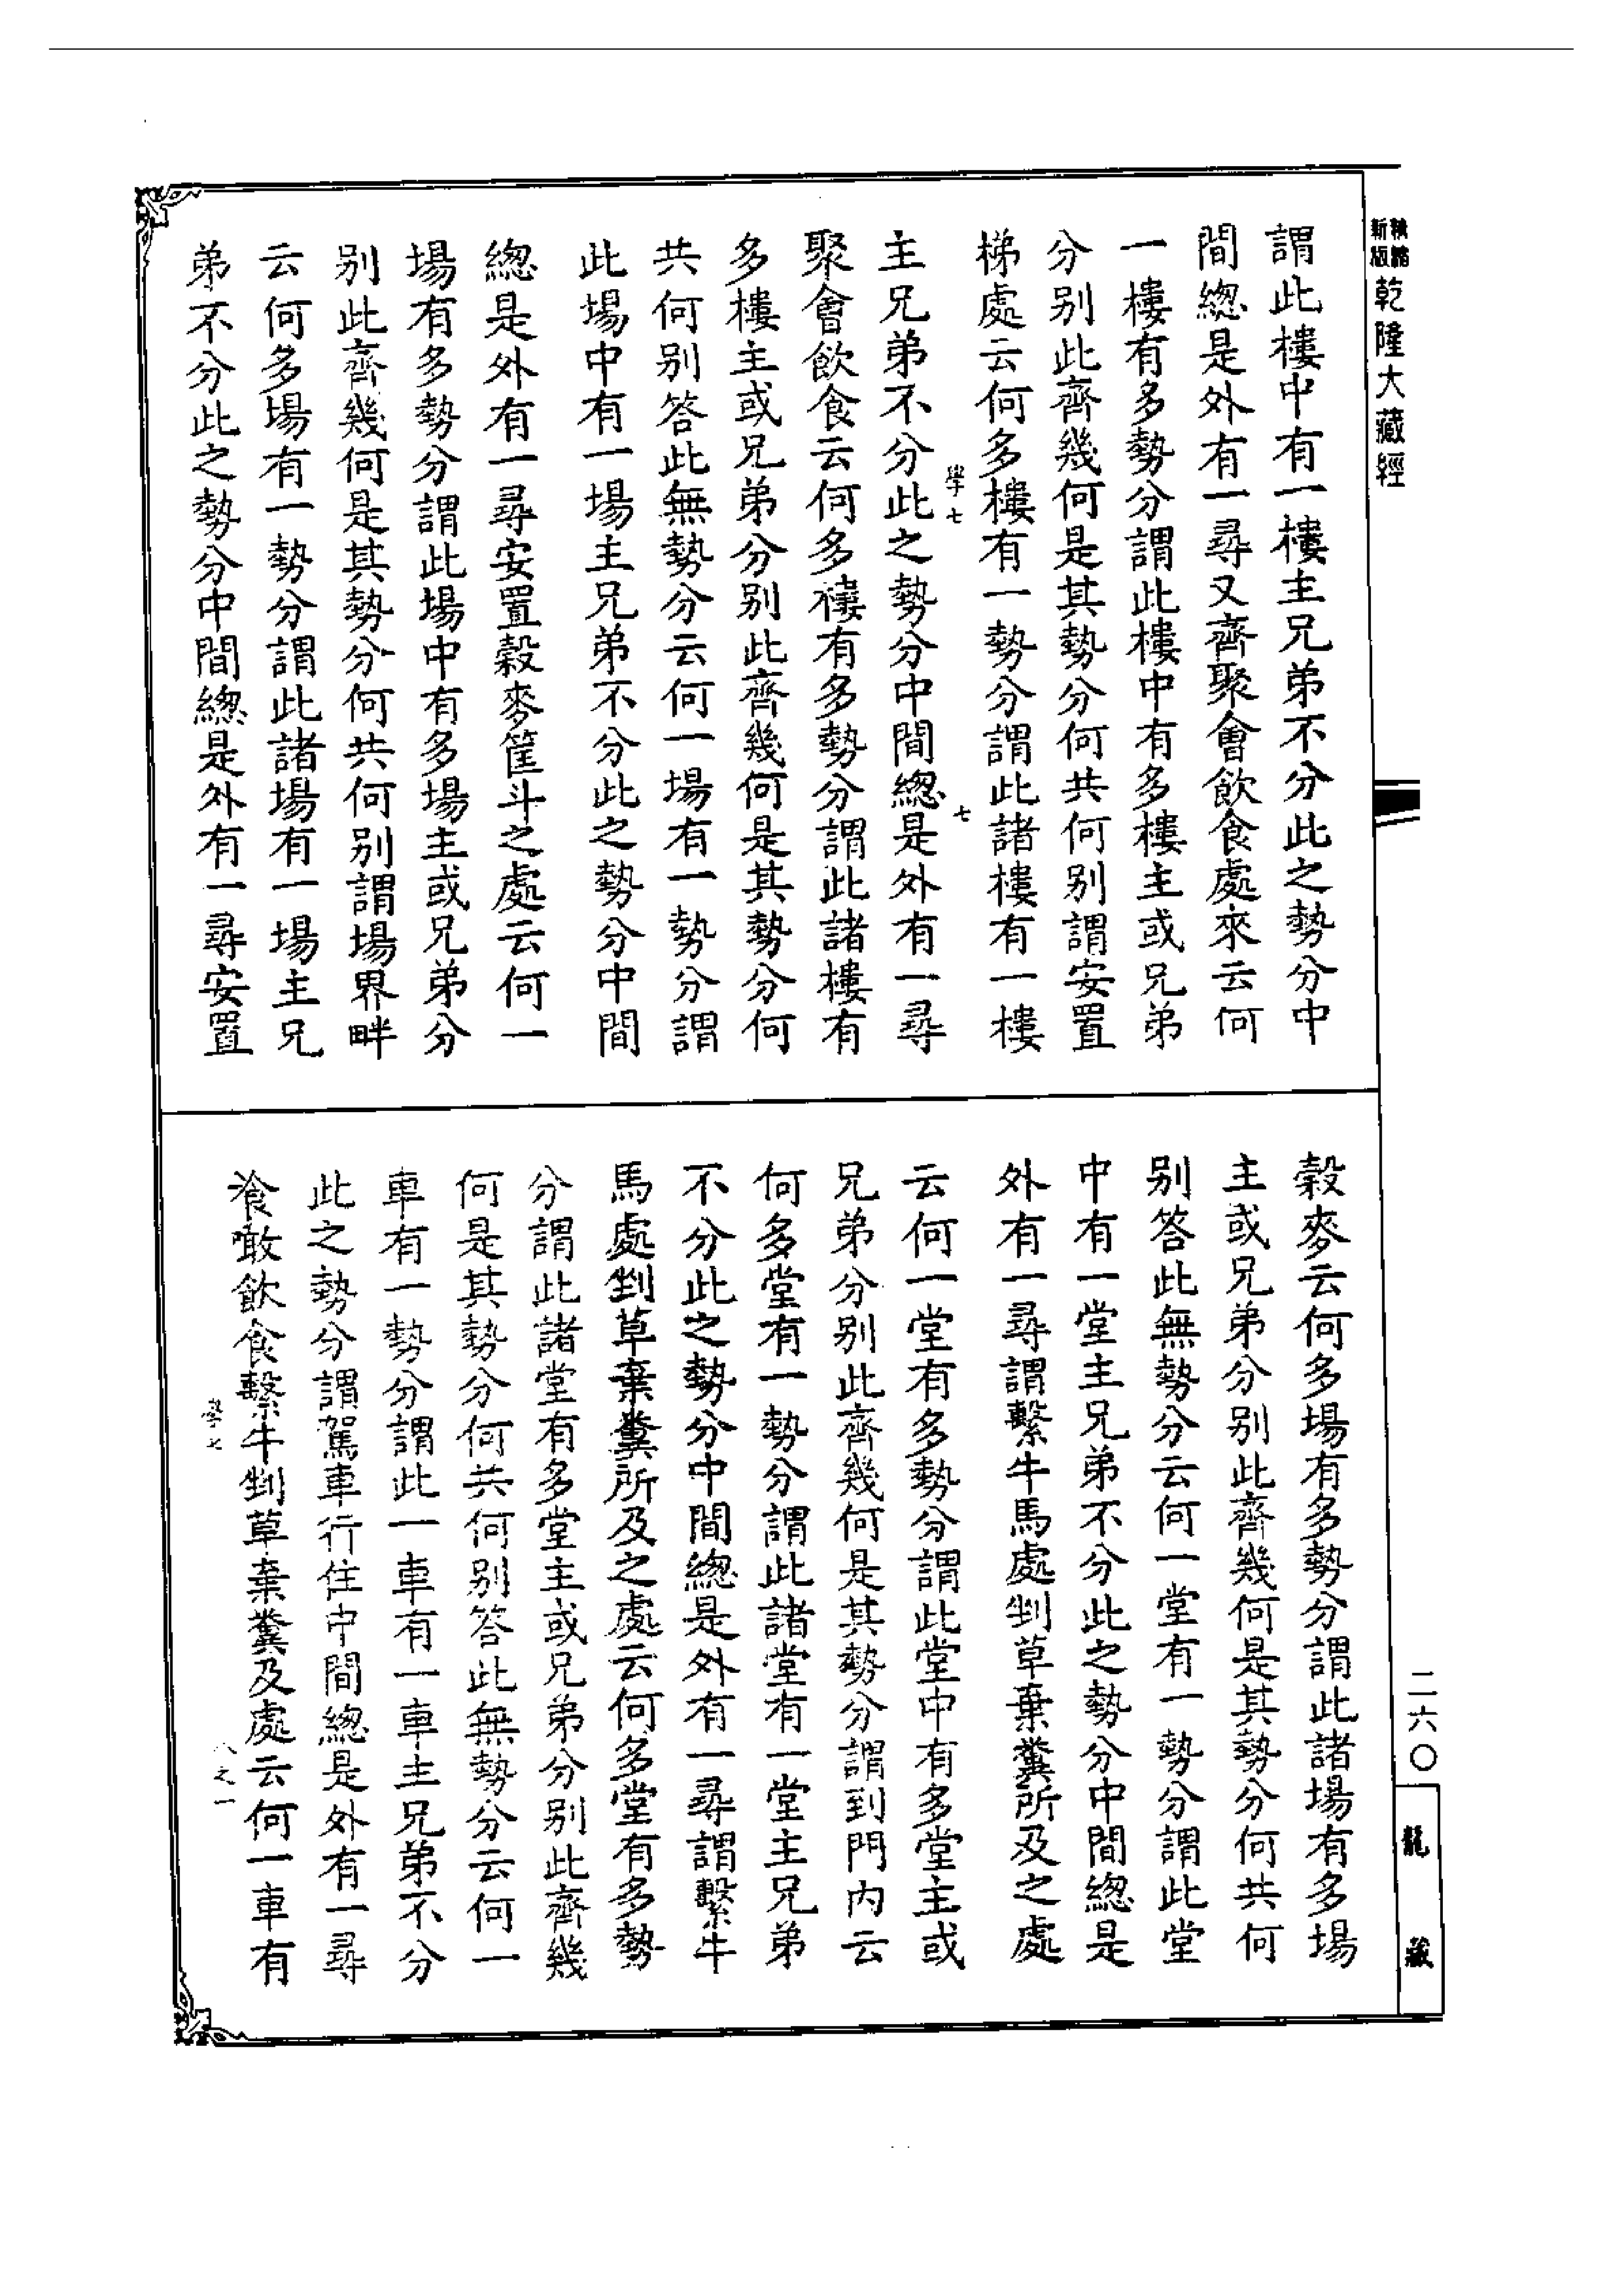 新版
精縮
乾隆大藏經
謂此樓中有一樓主兄弟不分此之勢分中
間總是外有一尋又齊聚會飲食處來云何
一樓有多勢分謂此樓中有多樓主或兄弟
分別此齊幾何是其勢分何共何別謂安置
梯處云何多樓有一勢分謂此諸樓有一樓
學七
七
主兄弟不分此之勢分中間總是外有一尋
聚會飲食云何多樓有多勢分謂此諸樓有
多樓主或兄弟分別此齊幾何是其勢分何
共何別答此無勢分云何一場有一勢分謂
此場中有一場主兄弟不分此之勢分中間
總是外有一尋安置穀麥筐斗之處云何一
場有多勢分謂此場中有多場主或兄弟分
別此齊幾何是其勢分何共何別謂場界畔
云何多場有一勢分謂此諸場有一場主兄
弟不分此之勢分中間總是外有一尋安置
穀麥云何多場有多勢分謂此諸場有多場
主或兄弟分別此齊幾何是其勢分何共何
別答此無勢分云何一堂有一勢分謂此堂
中有一堂主兄弟不分此之勢分中間總是
外有一尋謂繫牛馬處剉草棄糞所及之處
云何一堂有多勢分謂此堂中有多堂主或
兄弟分別此齊幾何是其勢分謂到門內云
何多堂有一勢分謂此諸堂有一堂主兄弟
不分此之勢分中間總是外有一尋謂繫牛
馬處剉草棄糞所及之處云何多堂有多勢
分謂此諸堂有多堂主或兄弟分別此齊幾
何是其勢分何共何別答此無勢分云何一
車有一勢分謂此一車有一車主兄弟不分
此之勢分謂駕車行住中間總是外有一尋
飡噉飲食繫牛剉草棄糞及處云何一車有
學七
八之一
二六〇
龍藏